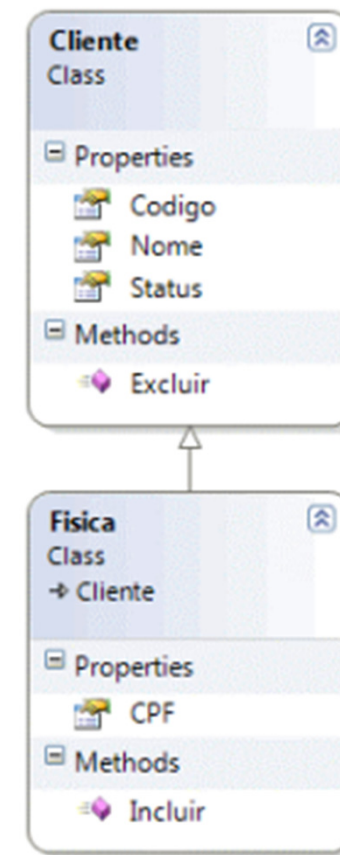 Cliente
Class
Properties
Codigo
Nome
Status
Methods
Excluir
Fisica
Class
Cliente
Properties
CPF
Methods
Incluir